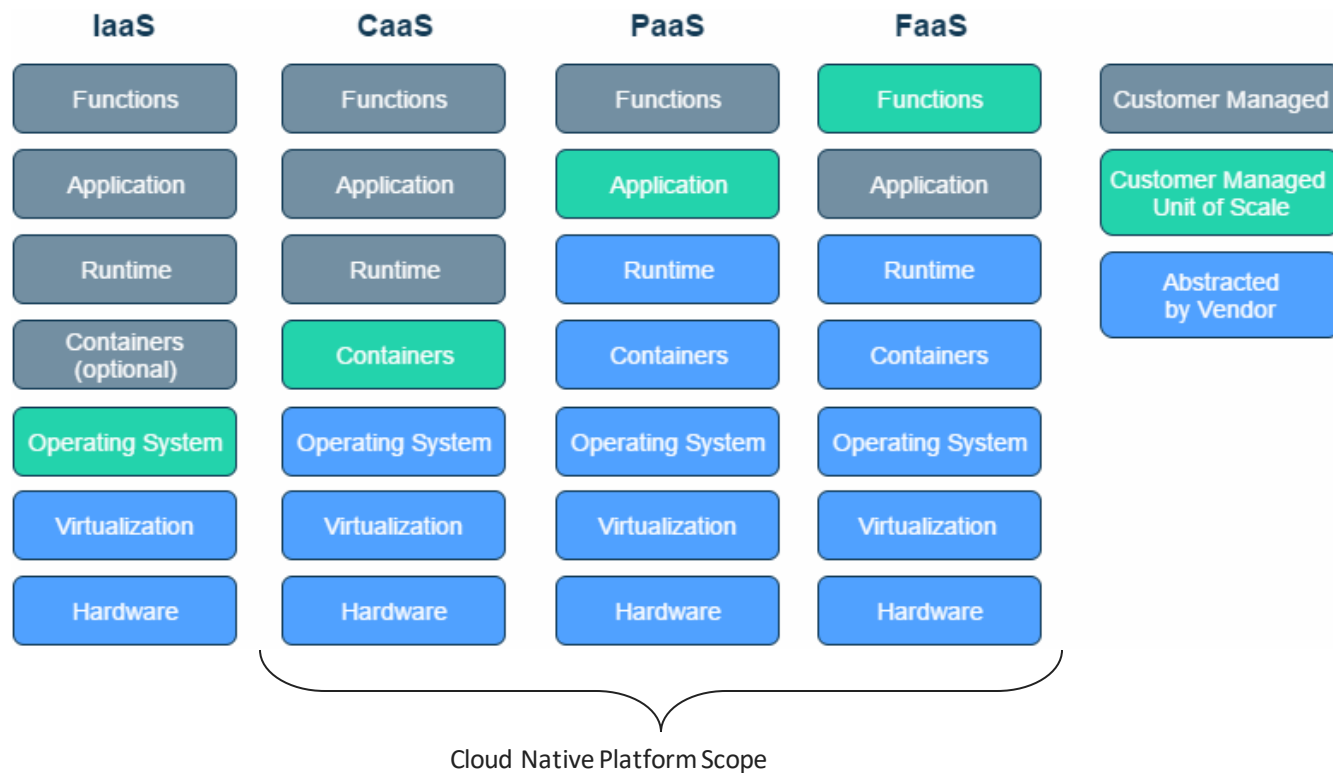 IaaS
CaaS
PaaS
FaaS
Functions
Functions
Functions
Functions
Customer Managed
Application
Application
Application
Application
Customer Managed
Unit of Scale
Runtime
Runtime
Runtime
Runtime
Abstracted
by Vendor
Containers
(optional)
Containers
Containers
Containers
Operating System
Operating System
Operating System
Operating System
Virtualization
Virtualization
Virtualization
Virtualization
Hardware
Hardware
Hardware
Hardware
Cloud Native Platform Scope